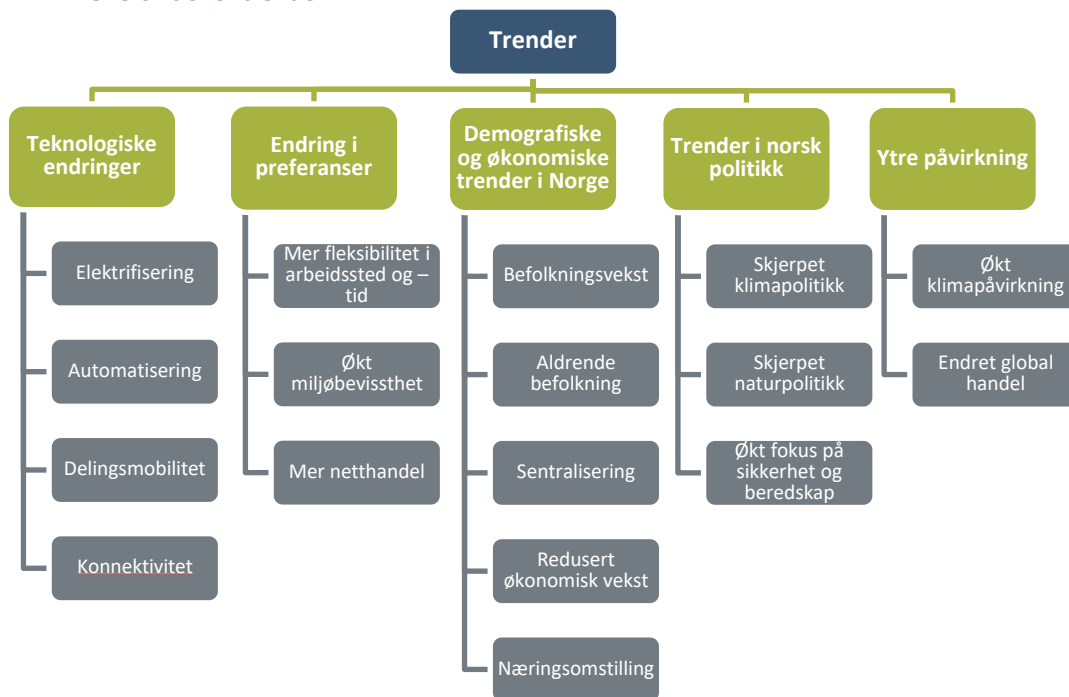 Trender
Teknologiske
endringer
Elektrifisering
Automatisering
Delingsmobilitet
Konnektivitet
Endring i
preferanser
Mer fleksibilitet i
arbeidssted og –
tid
Økt
miljøbevissthet
Mer netthandel
Demografiske
og økonomiske
trender i Norge
Befolkningsvekst
Aldrende
befolkning
Sentralisering
Redusert
økonomisk vekst
Næringsomstilling
Trender i norsk
politikk
Skjerpet
klimapolitikk
Skjerpet
naturpolitikk
Økt fokus på
sikkerhet og
beredskap
Ytre påvirkning
Økt
klimapåvirkning
Endret global
handel